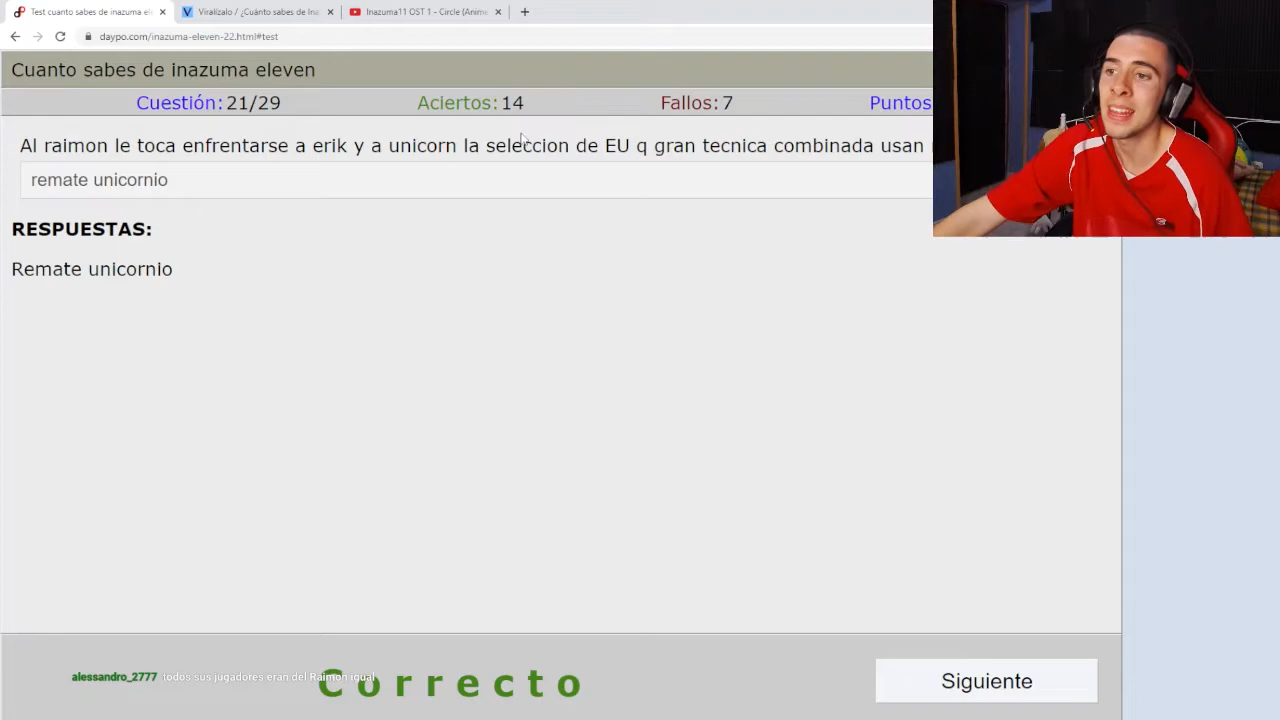 Test cuanto sabes de inazuma el
Viralízalo / ¿Cuánto sabes de Ina
Inazuma11 OST 1 - Circle (Anime
daypo.com/inazuma-eleven-22.html#test
Cuanto sabes de inazuma eleven
Cuestión: 21/29 Aciertos: 14 Fallos: 7 Puntos
Al raimon le toca enfrentarse a erik y a unicorn la seleccion de EU q gran tecnica combinada usan
remate unicornio
RESPUESTAS:
Remate unicornio
alessandro_2777 todos sus jugadores eran del Raimon igual
Correcto
Siguiente